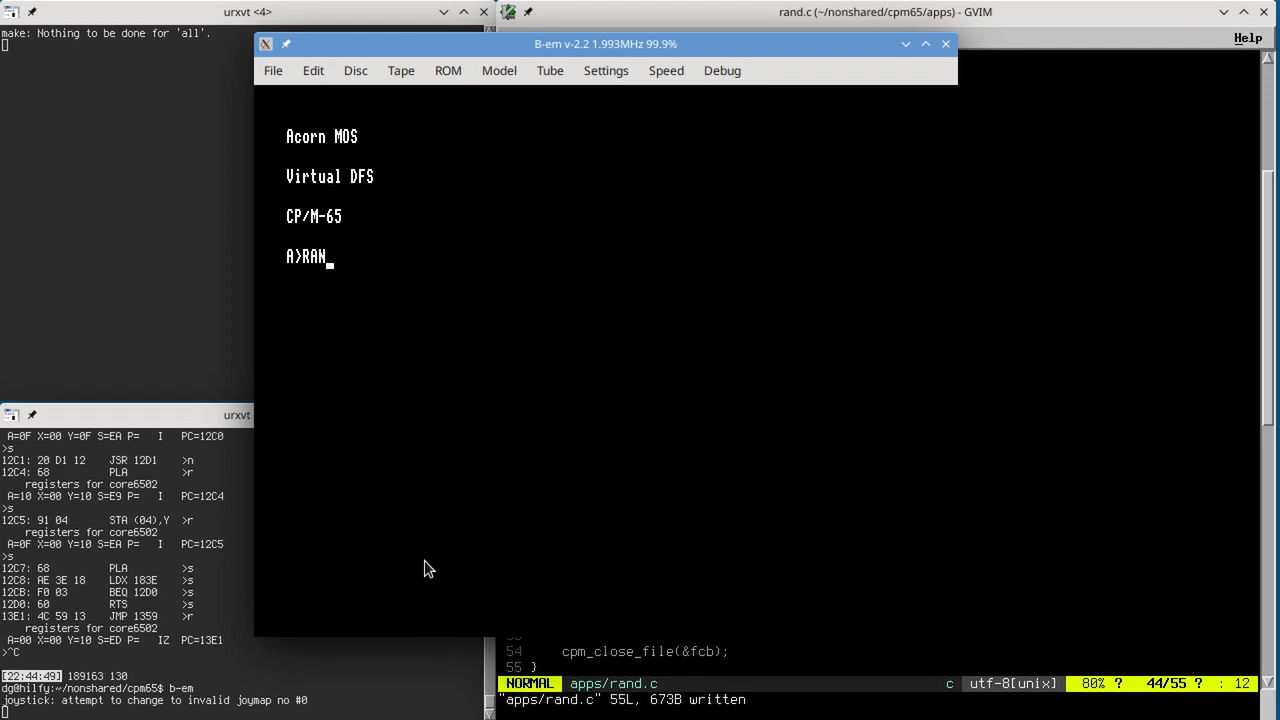 urxvt <4>
make: Nothing to be done for 'all'.
rand.c (~/nonshared/cpm65/apps) - GVIM
Help
B-em v-2.2 1.993MHz 99.9%
File Edit Disc Tape ROM Model Tube Settings Speed Debug
Acorn MOS
Virtual DFS
CP/M-65
A>RAN_
urxvt
A=0F X=00 Y=0F S=EA P=   I   PC=12C0
>s
12C1: 20 D1 12    JSR 12D1   >n
12C4: 68          PLA        >r
registers for core6502
A=10 X=00 Y=10 S=E9 P=   I   PC=12C4
>s
12C5: 91 04       STA (04),Y >r
registers for core6502
A=0F X=00 Y=10 S=EA P=   I   PC=12C5
>s
12C7: 68          PLA        >s
12C8: AE 3E 18    LDX 183E   >s
12CB: F0 03       BEQ 12D0   >s
12D0: 60          RTS        >s
13E1: 4C 59 13    JMP 1359   >r
registers for core6502
A=00 X=00 Y=10 S=ED P=   IZ  PC=13E1
>^C
[22:44:49] 189163 130
dg@hilfy:~/nonshared/cpm65$ b-em
joystick: attempt to change to invalid joymap no #0
54     cpm_close_file(&fcb);
55 }
NORMAL apps/rand.c c utf-8[unix] 80% ? 44/55 ? : 12
"apps/rand.c" 55L, 673B written